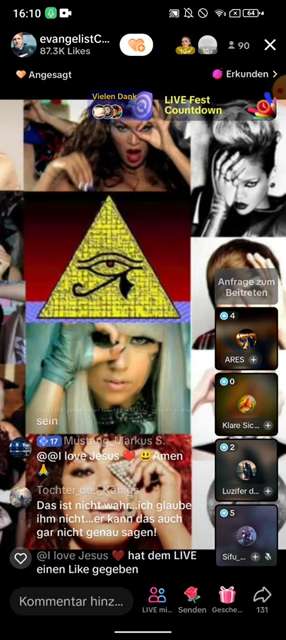 16:10
64
evangelistC...
87.3K Likes
90
Angesagt
Erkunden
Vielen Dank
LIVE Fest
Countdown
Anfrage zum
Beitreten
4
ARES
0
Klare Sic...
2
Luzifer d...
5
Sifu_...
sein
17 Mustang_Markus S.
@@I love Jesus ❤️😃Amen
🙏
Tochter_des_Königs
Das ist nicht wahr...ich glaube
ihm nicht...er kann das auch
gar nicht genau sagen!
@I love Jesus ❤️ hat dem LIVE
einen Like gegeben
Kommentar hinz...
LIVE mi...
Senden
Gesche...
131